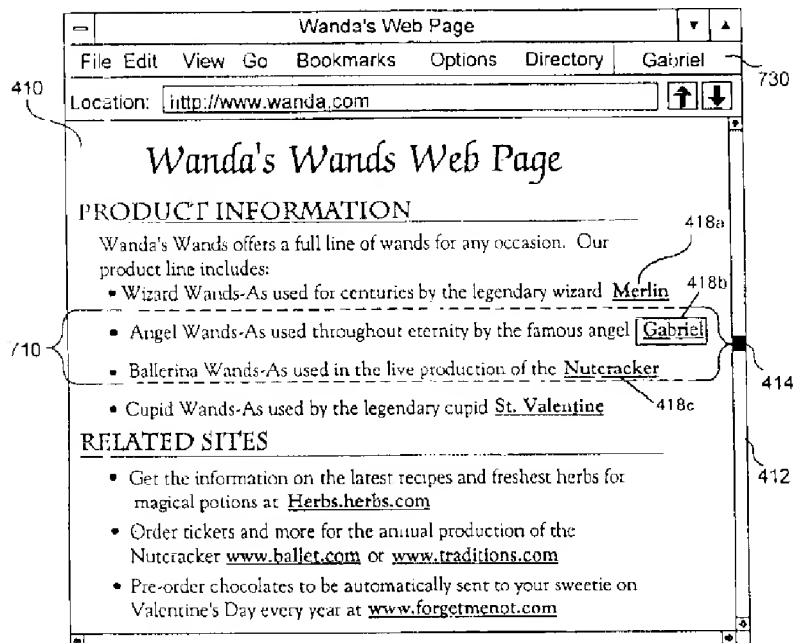 Wanda's Web Page
File Edit View Go Bookmarks Options Directory Gabriel
730
410
Location: http://www.wanda.com
Wanda's Wands Web Page
PRODUCT INFORMATION
418a
Wanda's Wands offers a full line of wands for any occasion. Our
product line includes:
418b
• Wizard Wands-As used for centuries by the legendary wizard Merlin
• Angel Wands-As used throughout eternity by the famous angel Gabriel
710
• Ballerina Wands-As used in the live production of the Nutcracker
414
• Cupid Wands-As used by the legendary cupid St. Valentine
418c
RELATED SITES
412
• Get the information on the latest recipes and freshest herbs for
magical potions at Herbs.herbs.com
• Order tickets and more for the annual production of the
Nutcracker www.ballet.com or www.traditions.com
• Pre-order chocolates to be automatically sent to your sweetie on
Valentine's Day every year at www.forgetmenot.com